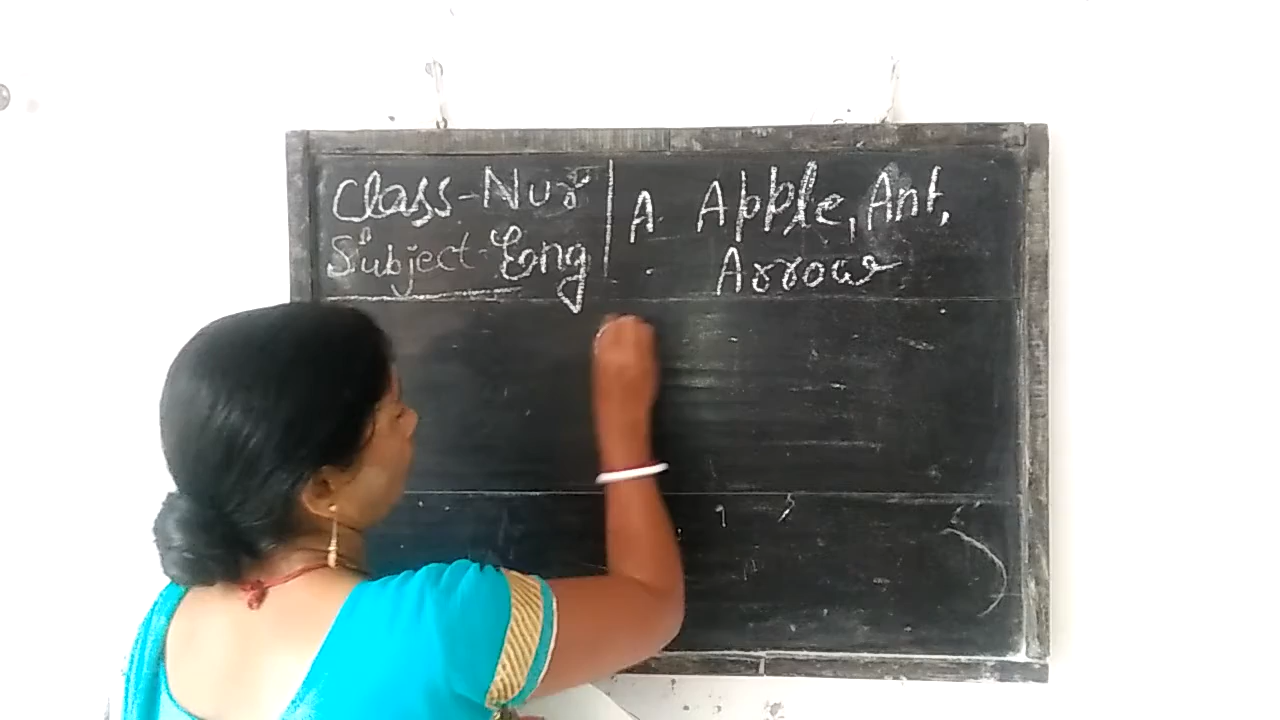 Class-Nur
Subject-Eng
A. Apple, Ant,
Arrow